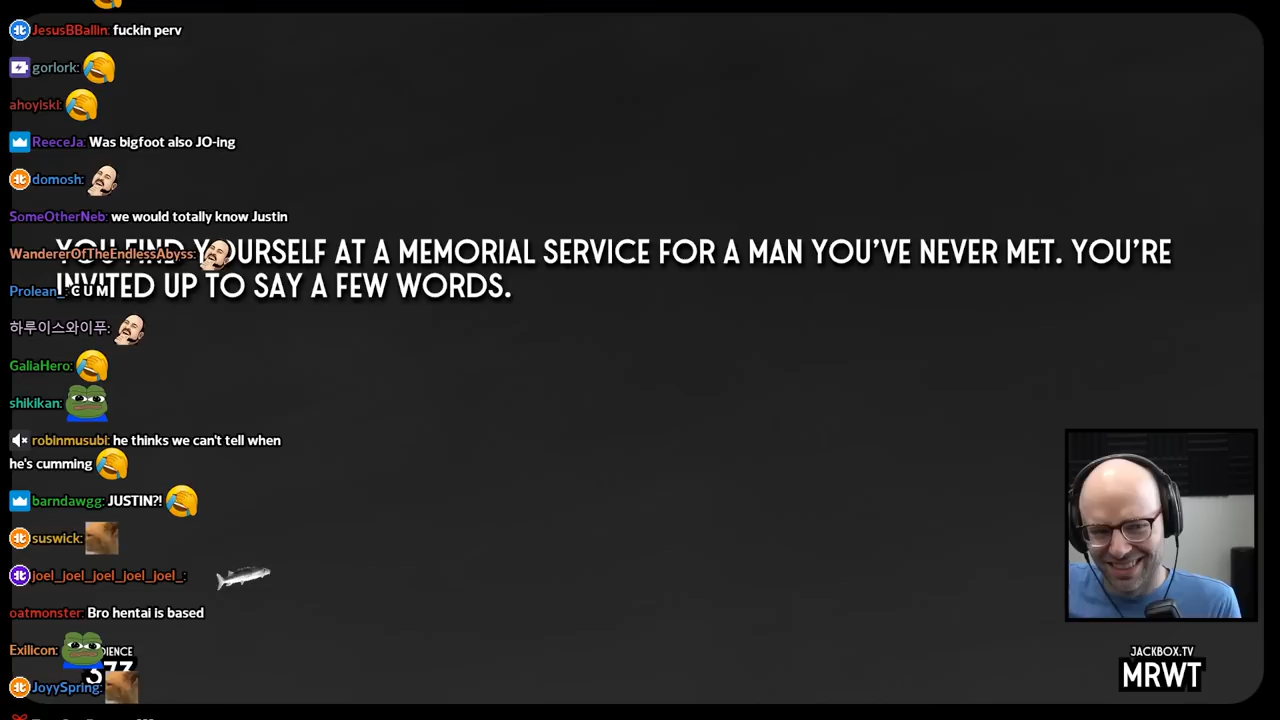 JesusBBallin: fuckin perv
gorlork:
ahoyiski:
ReeceJa: Was bigfoot also JO-ing
domosh:
SomeOtherNeb: we would totally know Justin
YOU FIND YOURSELF AT A MEMORIAL SERVICE FOR A MAN YOU'VE NEVER MET. YOU'RE
WandererOfTheEndlessAbyss:
INVITED UP TO SAY A FEW WORDS.
Prolean_: C U M
하루이스와이푸:
GaliaHero:
shikikan:
robinmusubi: he thinks we can't tell when
he's cumming
barndawgg: JUSTIN?!
suswick:
joel_joel_joel_joel_joel_:
oatmonster: Bro hentai is based
Exilicon:
JoyySpring:
JACKBOX.TV
MRWT